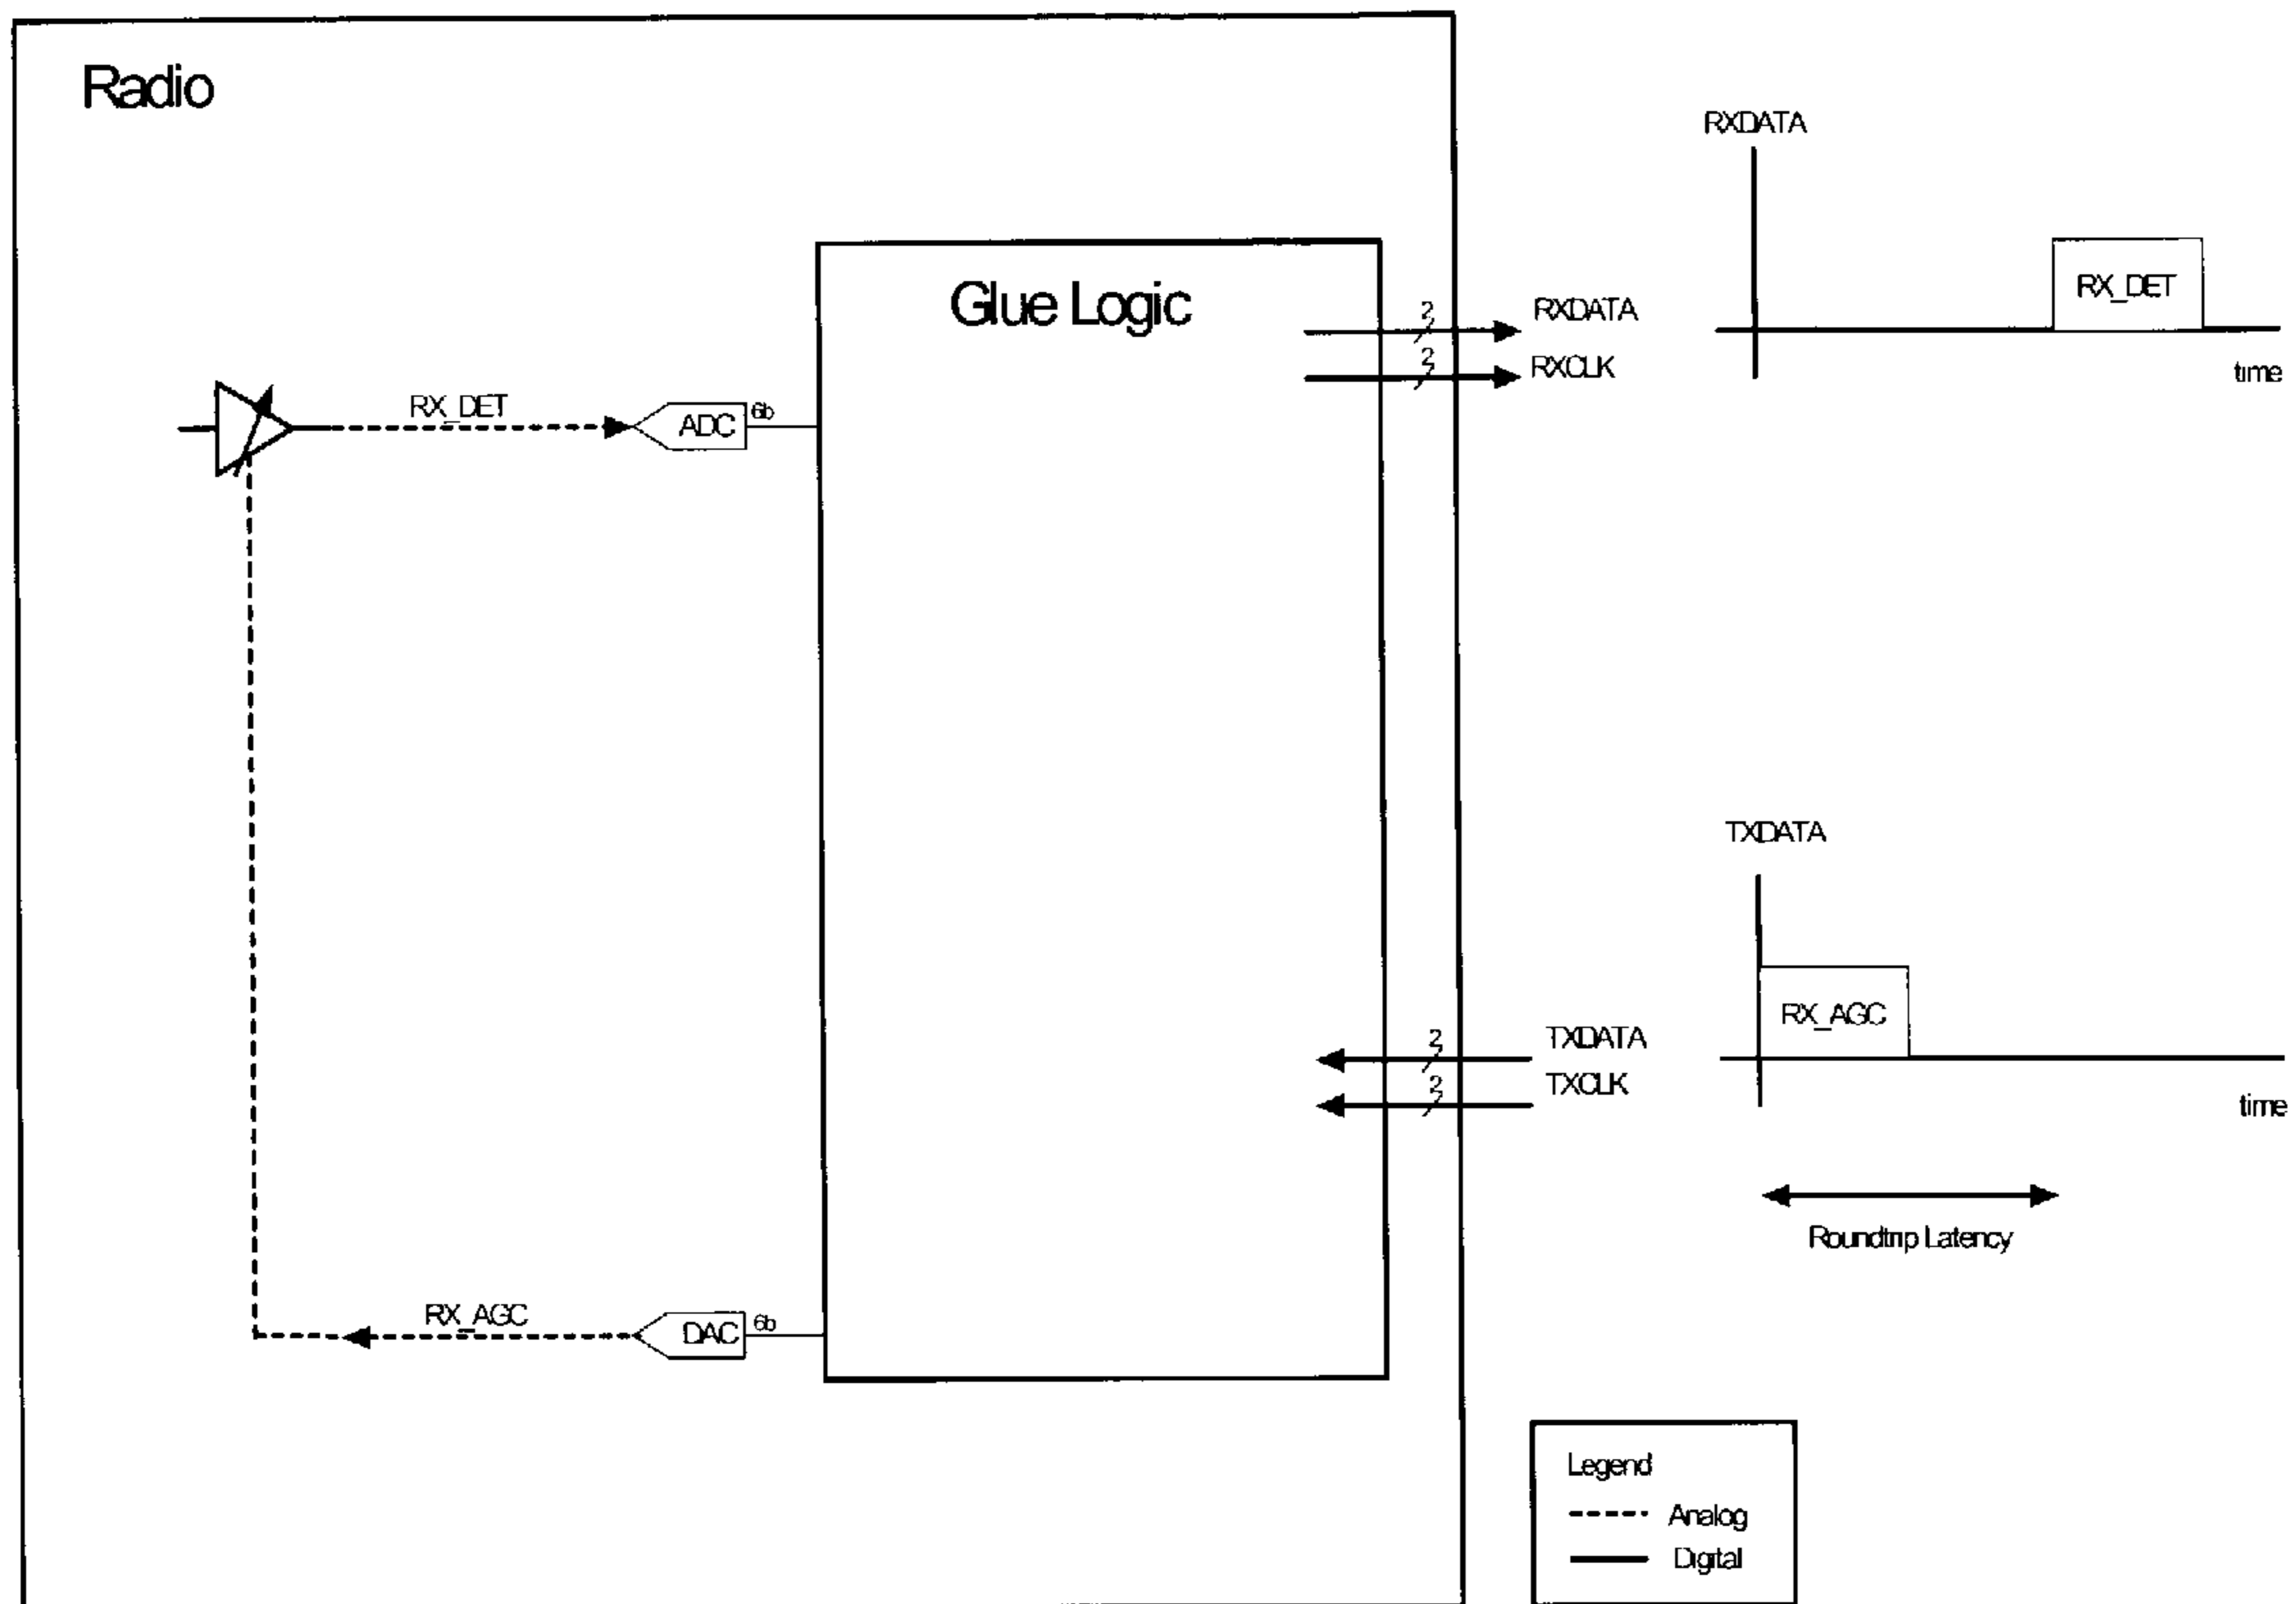 Radio
RXDATA
RX_DET
time
Glue Logic
2
RXDATA
2
RXCLK
RX_DET
ADC
6b
TXDATA
RX_AGC
time
2
TXDATA
2
TXCLK
Roundtrip Latency
RX_AGC
DAC
6b
Legend
Analog
Digital